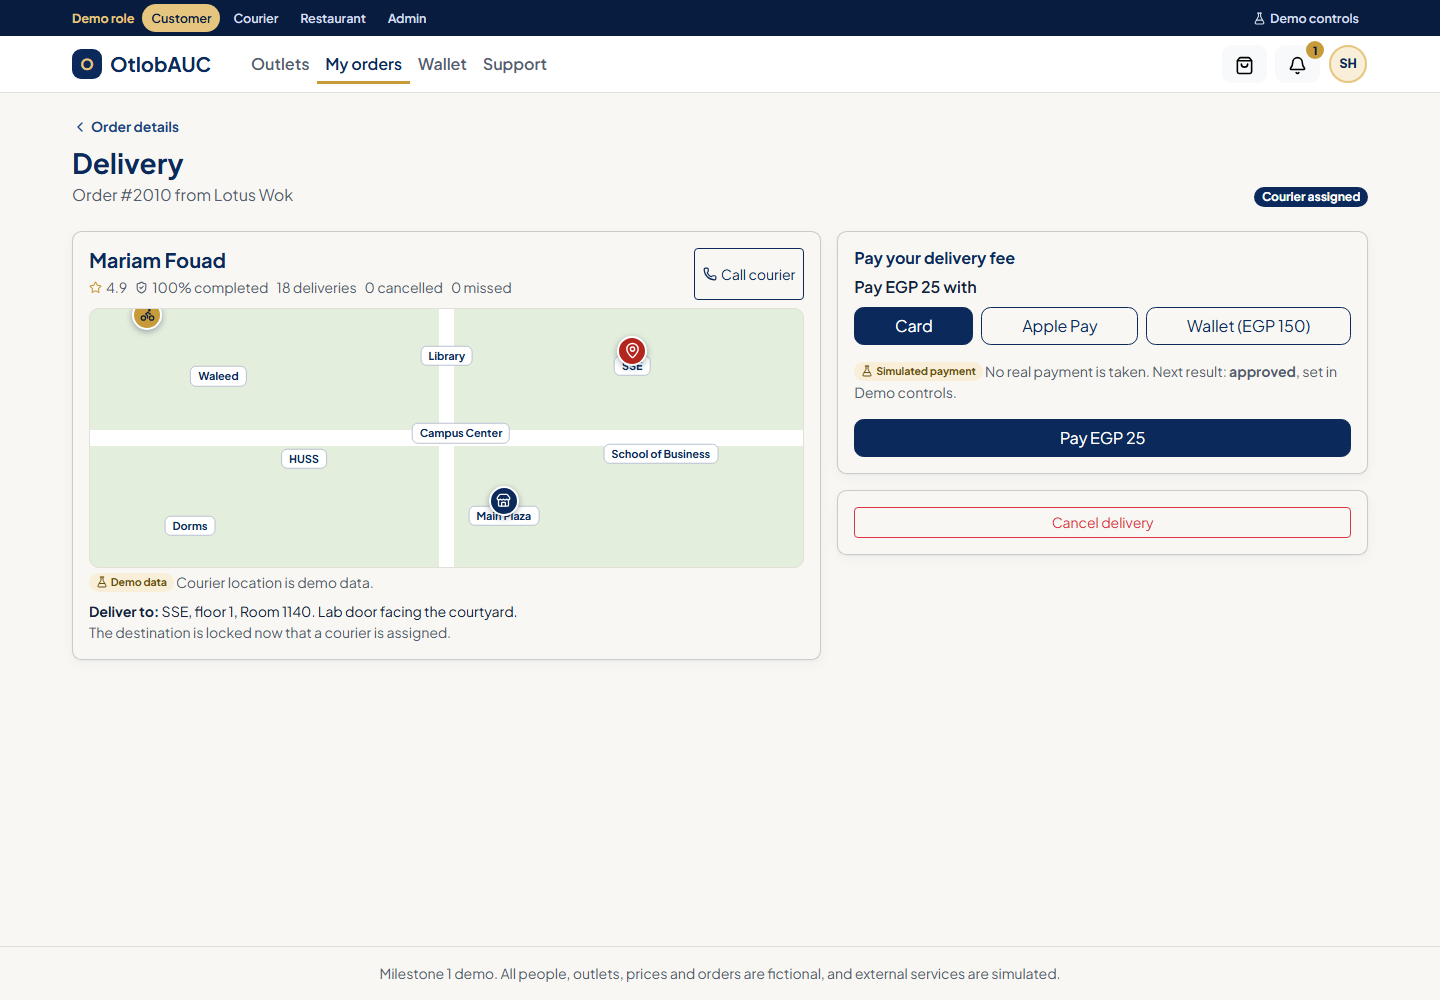 Demo role Customer Courier Restaurant Admin Demo controls
OtlobAUC Outlets My orders Wallet Support 1 SH
Order details
Delivery
Order #2010 from Lotus Wok
Courier assigned
Mariam Fouad
4.9 100% completed 18 deliveries 0 cancelled 0 missed
Call courier
Library
SSE
Waleed
Campus Center
HUSS
School of Business
Main Plaza
Dorms
Demo data Courier location is demo data.
Deliver to: SSE, floor 1, Room 1140. Lab door facing the courtyard.
The destination is locked now that a courier is assigned.
Pay your delivery fee
Pay EGP 25 with
Card Apple Pay Wallet (EGP 150)
Simulated payment No real payment is taken. Next result: approved, set in
Demo controls.
Pay EGP 25
Cancel delivery
Milestone 1 demo. All people, outlets, prices and orders are fictional, and external services are simulated.